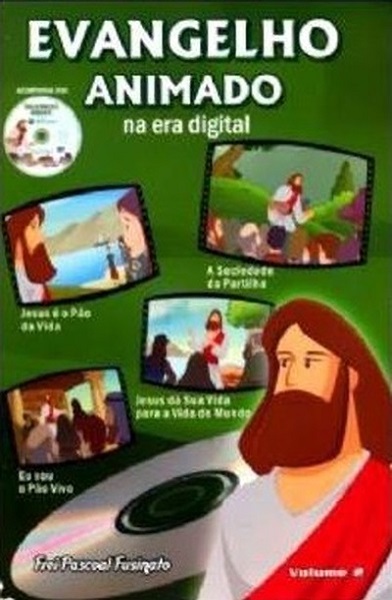 EVANGELHO
ANIMADO
na era digital
A Sociedade
da Partilha
Jesus é o Pão
da Vida
Jesus dá Sua Vida
para a Vida do Mundo
Eu sou
o Pão Vivo
Frei Pascoal Fusinato
Volume 2